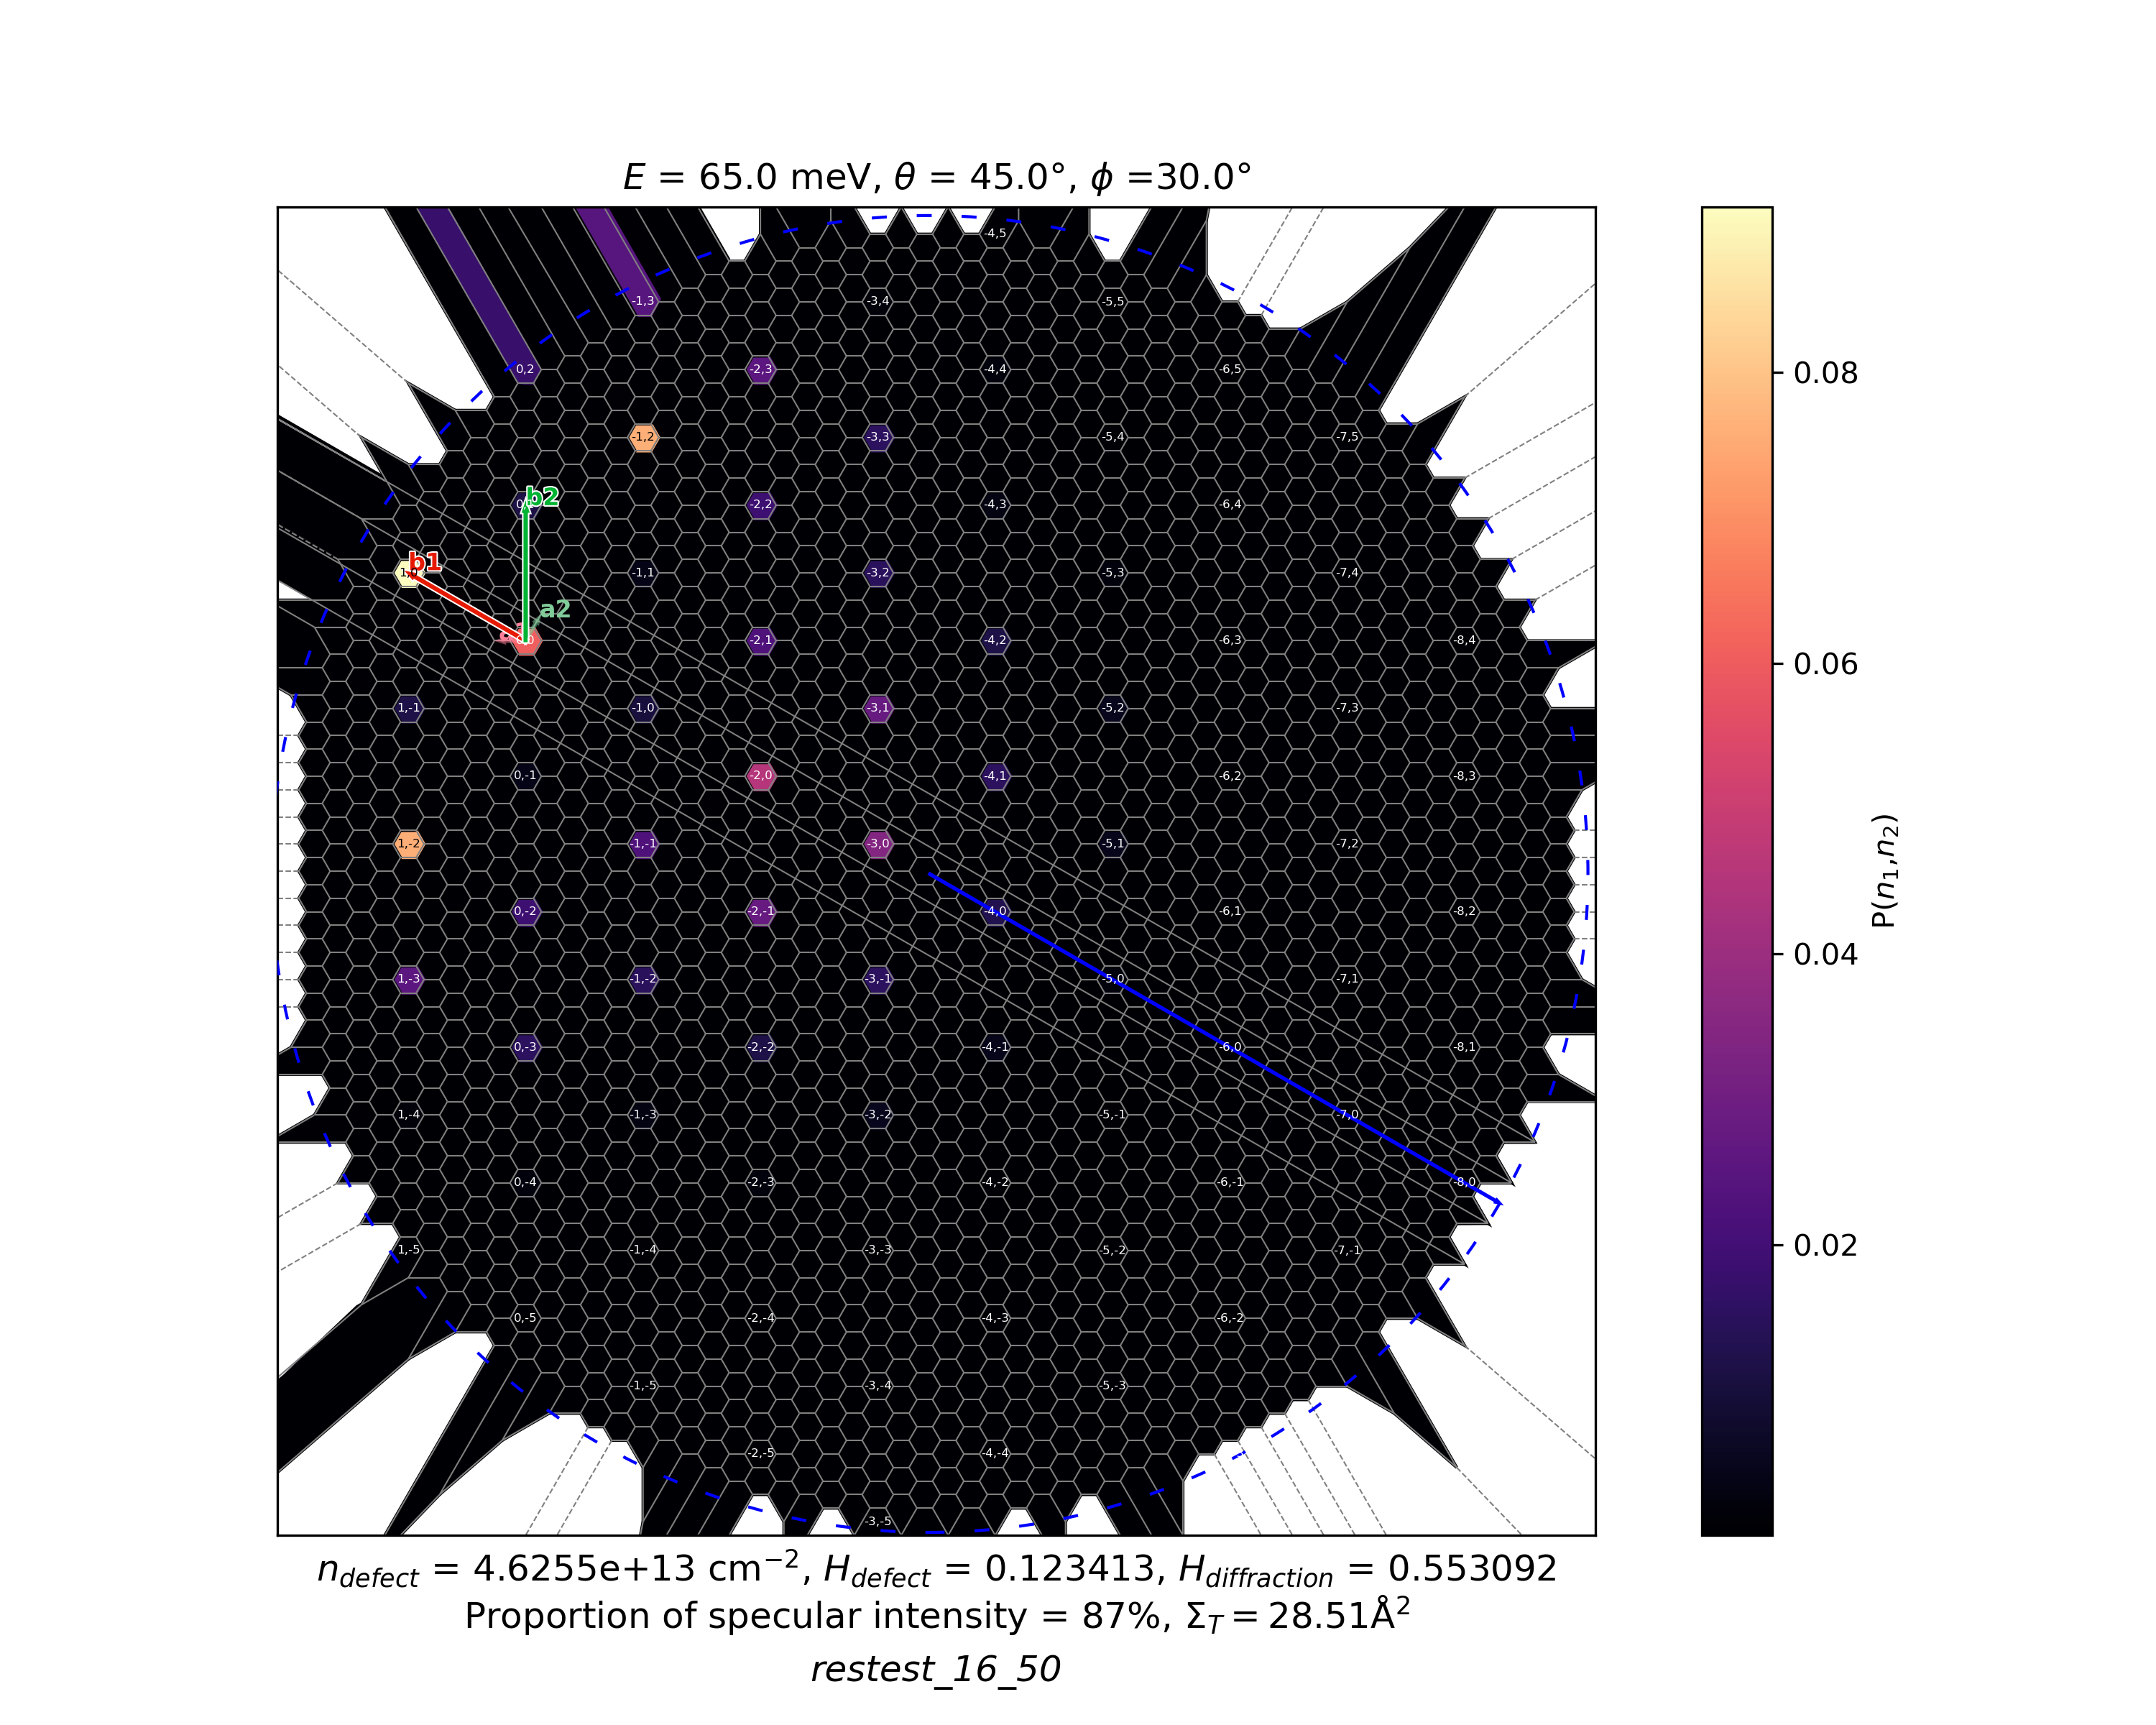 E = 65.0 meV, θ = 45.0°, ϕ =30.0°
-4,5
-1,3 -3,4 -5,5
0,2 -2,3 -4,4 -6,5
-1,2 -3,3 -5,4 -7,5
b2 -2,2 -4,3 -6,4
b1 -1,1 -3,2 -5,3 -7,4
a2
-2,1 -4,2 -6,3 -8,4
1,-1 -1,0 -3,1 -5,2 -7,3
0,-1 -2,0 -4,1 -6,2 -8,3
1,-2 -1,-1 -3,0 -5,1 -7,2
0,-2 -2,-1 -4,0 -6,1 -8,2
1,-3 -1,-2 -3,-1 -5,0 -7,1
0,-3 -2,-2 -4,-1 -6,0 -8,1
1,-4 -1,-3 -3,-2 -5,-1 -7,0
0,-4 -2,-3 -4,-2 -6,-1 -8,0
1,-5 -1,-4 -3,-3 -5,-2 -7,-1
0,-5 -2,-4 -4,-3 -6,-2
-1,-5 -3,-4 -5,-3
-2,-5 -4,-4
-3,-5
0.08
0.06
0.04
0.02
P(n₁,n₂)
n_defect = 4.6255e+13 cm⁻², H_defect = 0.123413, H_diffraction = 0.553092
Proportion of specular intensity = 87%, Σ_T = 28.51Å²
restest_16_50